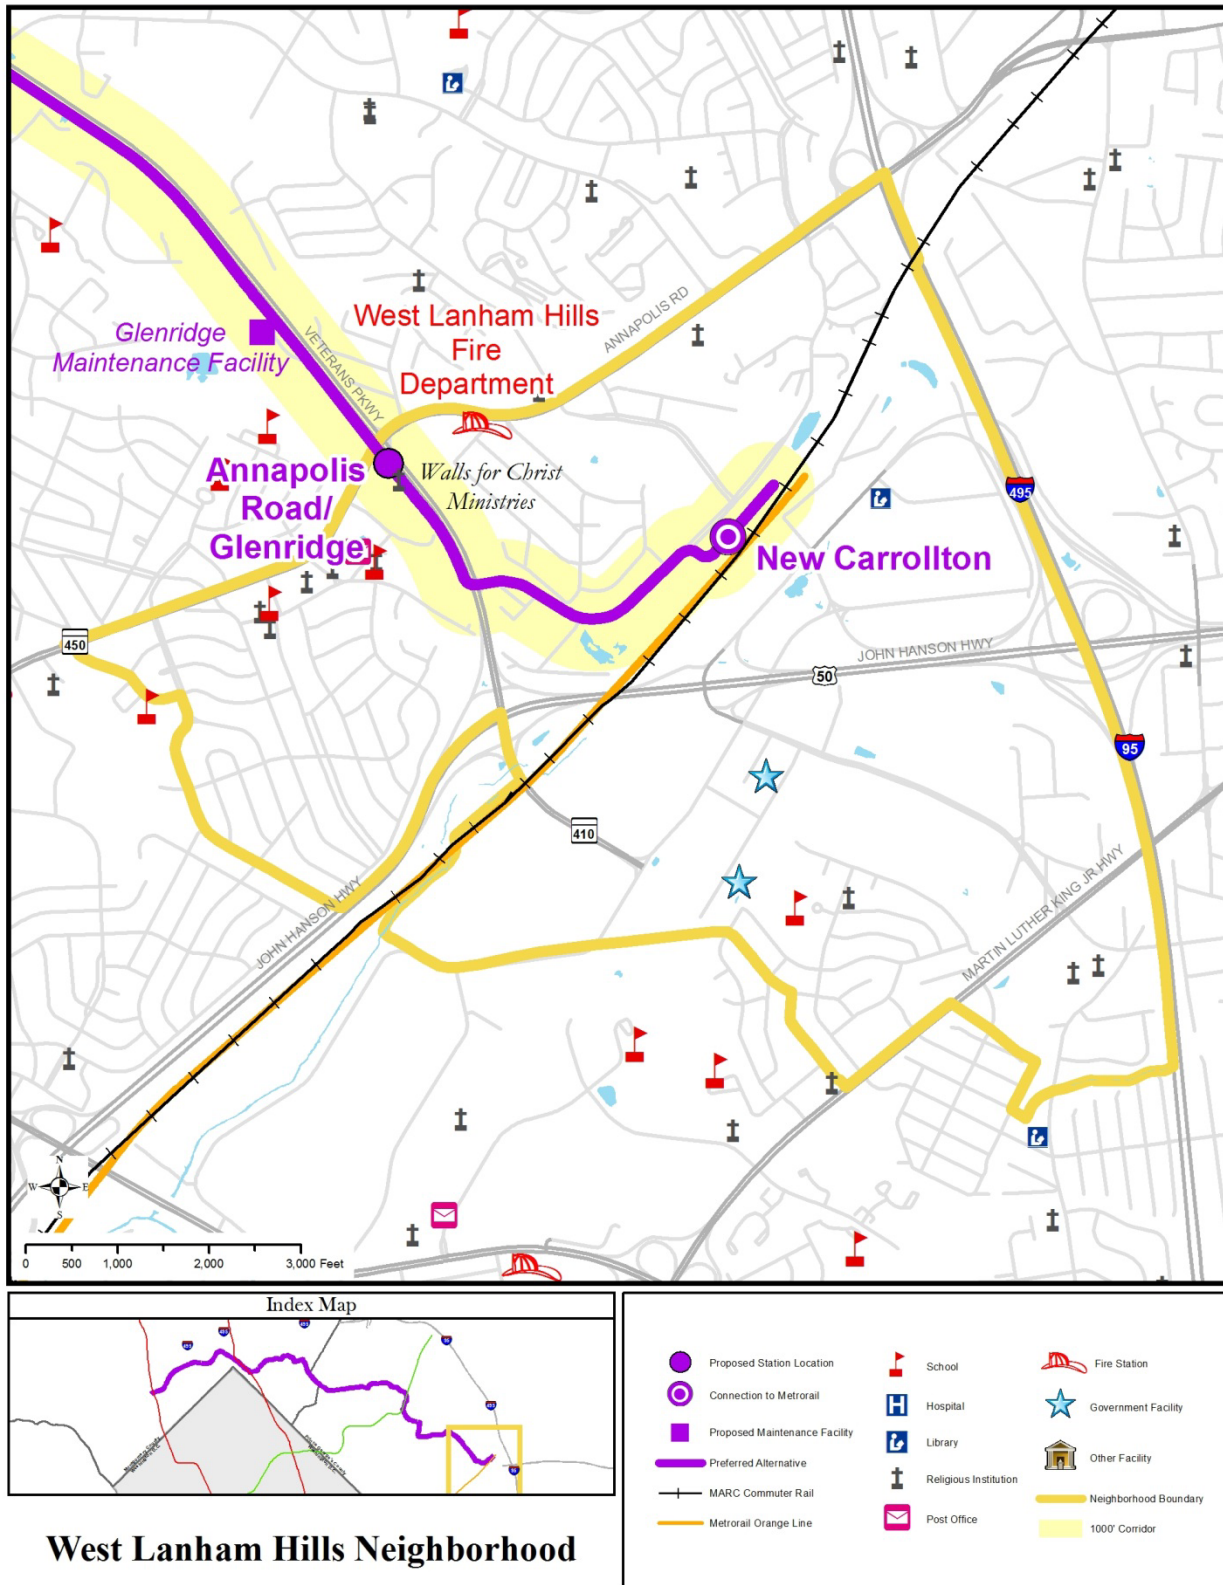 ANNAPOLIS RD
West Lanham Hills
Fire
Department
Glenridge
Maintenance Facility
VETERANS PKWY
Annapolis
Road/
Glenridge
Walls for Christ
Ministries
New Carrollton
495
450
JOHN HANSON HWY
50
95
410
JOHN HANSON HWY
MARTIN LUTHER KING JR HWY
N
W
E
S
0 500 1,000 2,000 3,000 Feet
Index Map
Proposed Station Location
Connection to Metrorail
Proposed Maintenance Facility
Preferred Alternative
MARC Commuter Rail
Metrorail Orange Line
School
H
Hospital
Library
Religious Institution
Post Office
Fire Station
Government Facility
Other Facility
Neighborhood Boundary
1000' Corridor
West Lanham Hills Neighborhood